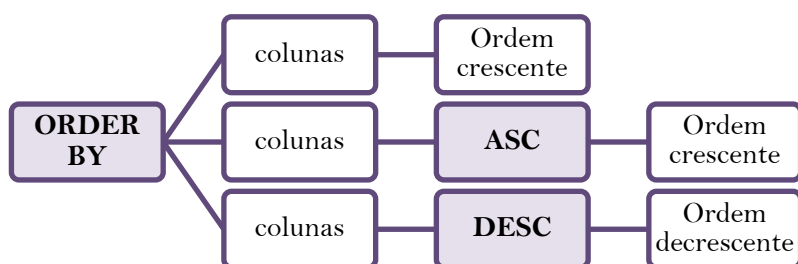 colunas
Ordem
crescente
ORDER
BY
colunas
ASC
Ordem
crescente
colunas
DESC
Ordem
decrescente